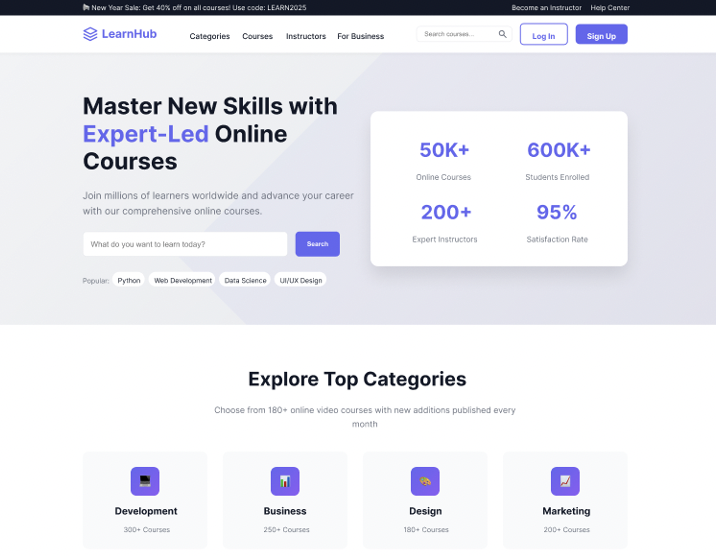 New Year Sale: Get 40% off on all courses! Use code: LEARN2025
Become an Instructor Help Center
LearnHub
Categories Courses Instructors For Business
Search courses...
Log In
Sign Up
Master New Skills with
Expert-Led Online
Courses
Join millions of learners worldwide and advance your career
with our comprehensive online courses.
What do you want to learn today?
Search
Popular: Python Web Development Data Science UI/UX Design
50K+
Online Courses
600K+
Students Enrolled
200+
Expert Instructors
95%
Satisfaction Rate
Explore Top Categories
Choose from 180+ online video courses with new additions published every
month
Development
300+ Courses
Business
250+ Courses
Design
180+ Courses
Marketing
200+ Courses